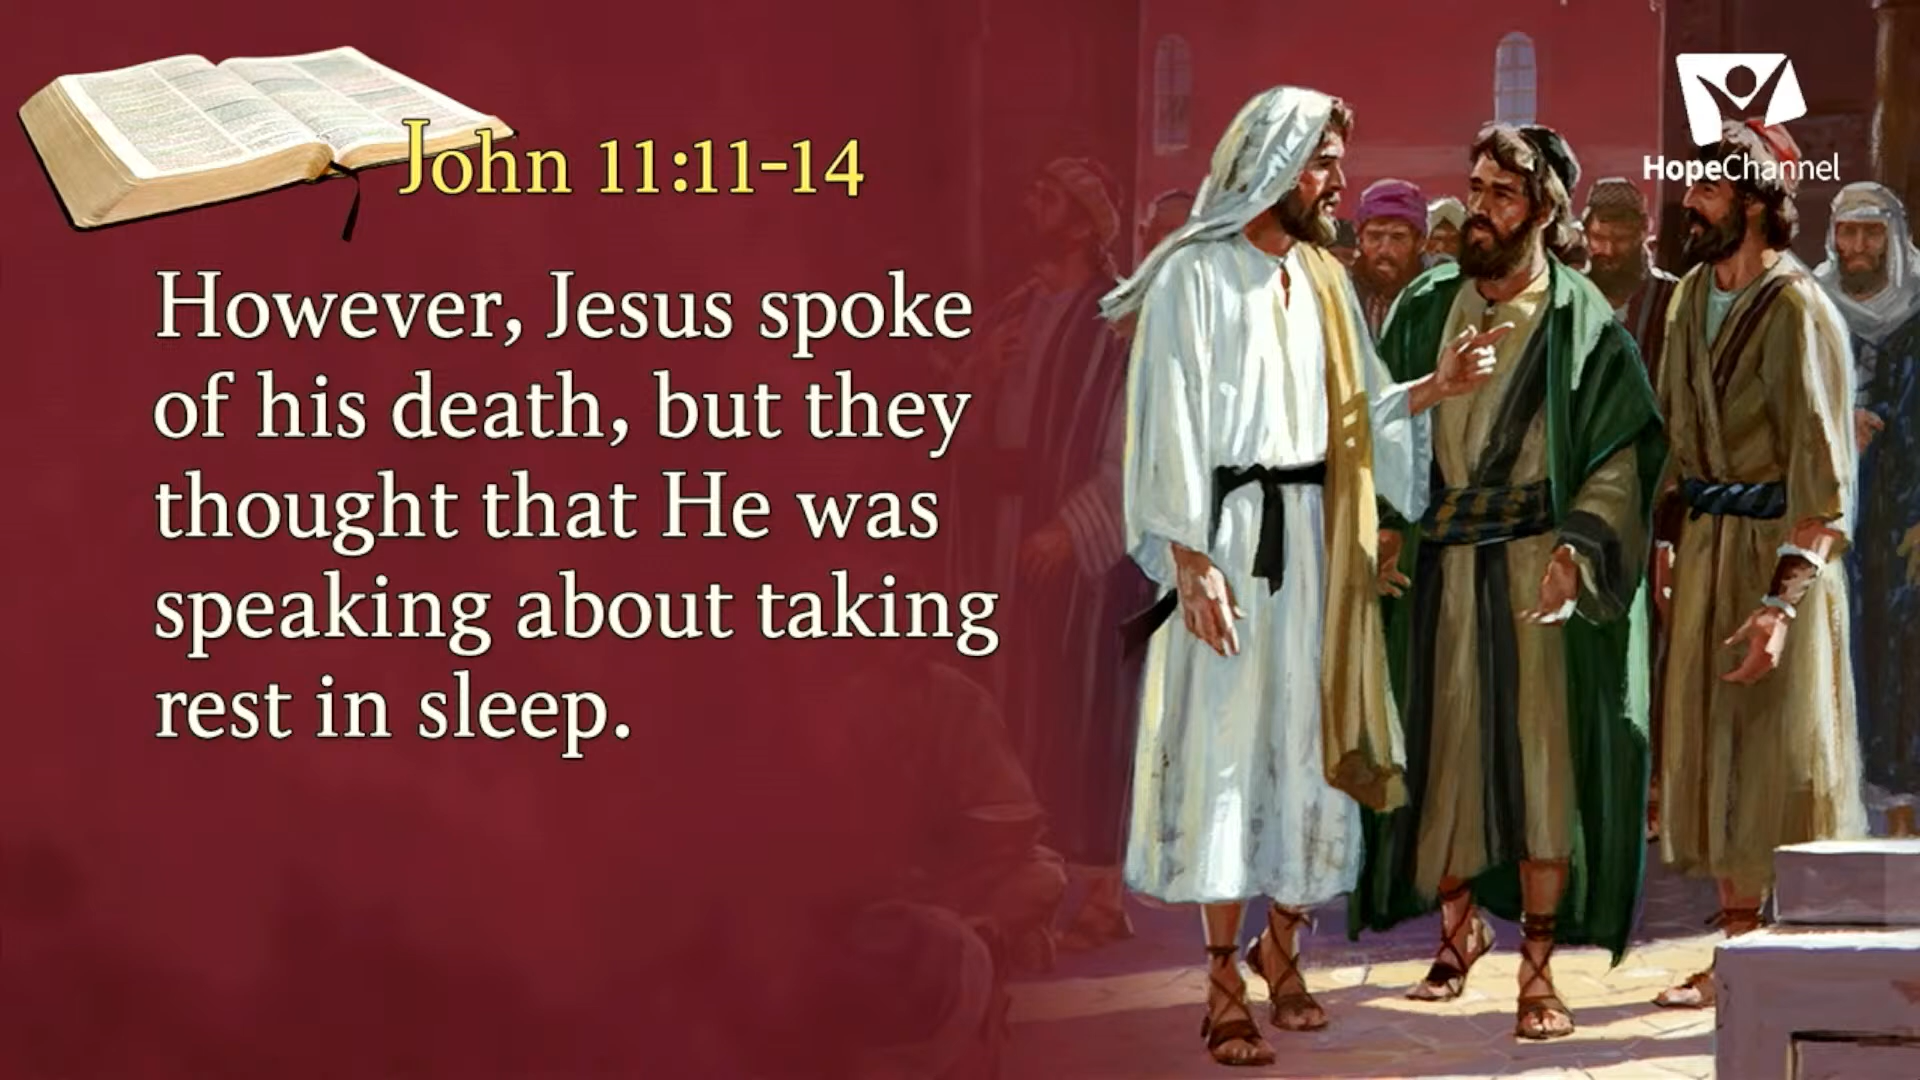 John 11:11-14
HopeChannel
However, Jesus spoke
of his death, but they
thought that He was
speaking about taking
rest in sleep.